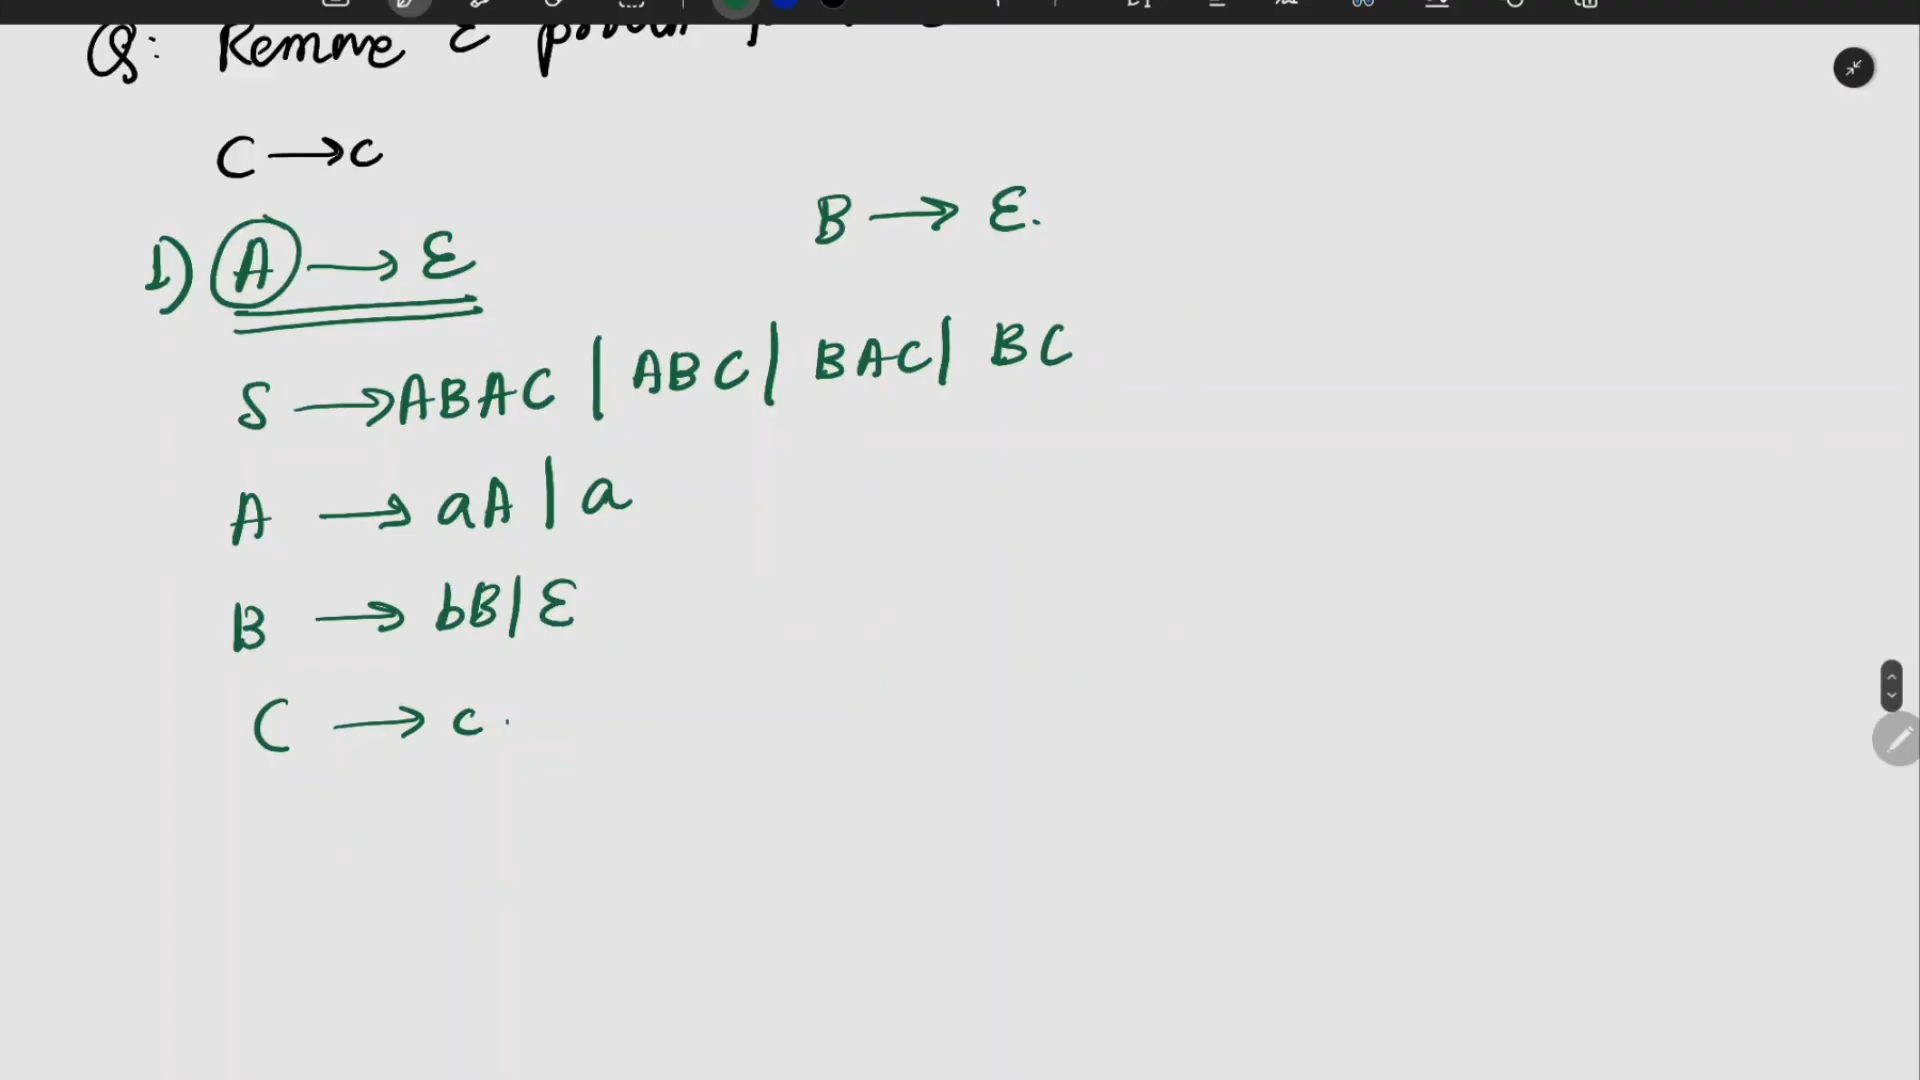 Q: Remove ε
C → c
1) A → ε
B → ε.
S → ABAC | ABC | BAC | BC
A → aA | a
B → bB | ε
C → c .